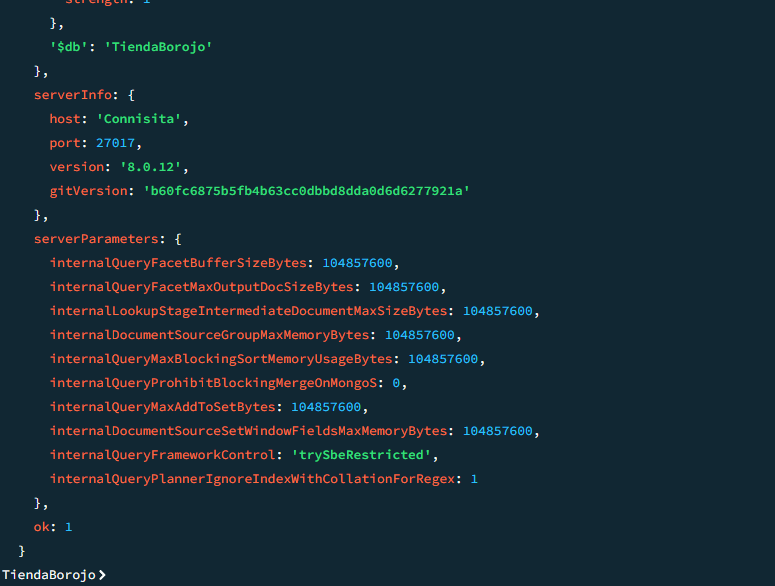 strength: 1
},
'$db': 'TiendaBorojo'
},
serverInfo: {
host: 'Connisita',
port: 27017,
version: '8.0.12',
gitVersion: 'b60fc6875b5fb4b63cc0dbbd8dda0d6d6277921a'
},
serverParameters: {
internalQueryFacetBufferSizeBytes: 104857600,
internalQueryFacetMaxOutputDocSizeBytes: 104857600,
internalLookupStageIntermediateDocumentMaxSizeBytes: 104857600,
internalDocumentSourceGroupMaxMemoryBytes: 104857600,
internalQueryMaxBlockingSortMemoryUsageBytes: 104857600,
internalQueryProhibitBlockingMergeOnMongoS: 0,
internalQueryMaxAddToSetBytes: 104857600,
internalDocumentSourceSetWindowFieldsMaxMemoryBytes: 104857600,
internalQueryFrameworkControl: 'trySbeRestricted',
internalQueryPlannerIgnoreIndexWithCollationForRegex: 1
},
ok: 1
}
TiendaBorojo>